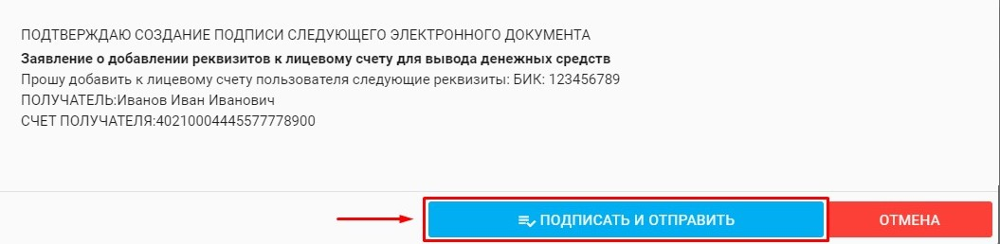 ПОДТВЕРЖДАЮ СОЗДАНИЕ ПОДПИСИ СЛЕДУЮЩЕГО ЭЛЕКТРОННОГО ДОКУМЕНТА
Заявление о добавлении реквизитов к лицевому счету для вывода денежных средств
Прошу добавить к лицевому счету пользователя следующие реквизиты: БИК: 123456789
ПОЛУЧАТЕЛЬ:Иванов Иван Иванович
СЧЕТ ПОЛУЧАТЕЛЯ:40210004445577778900
ПОДПИСАТЬ И ОТПРАВИТЬ ОТМЕНА